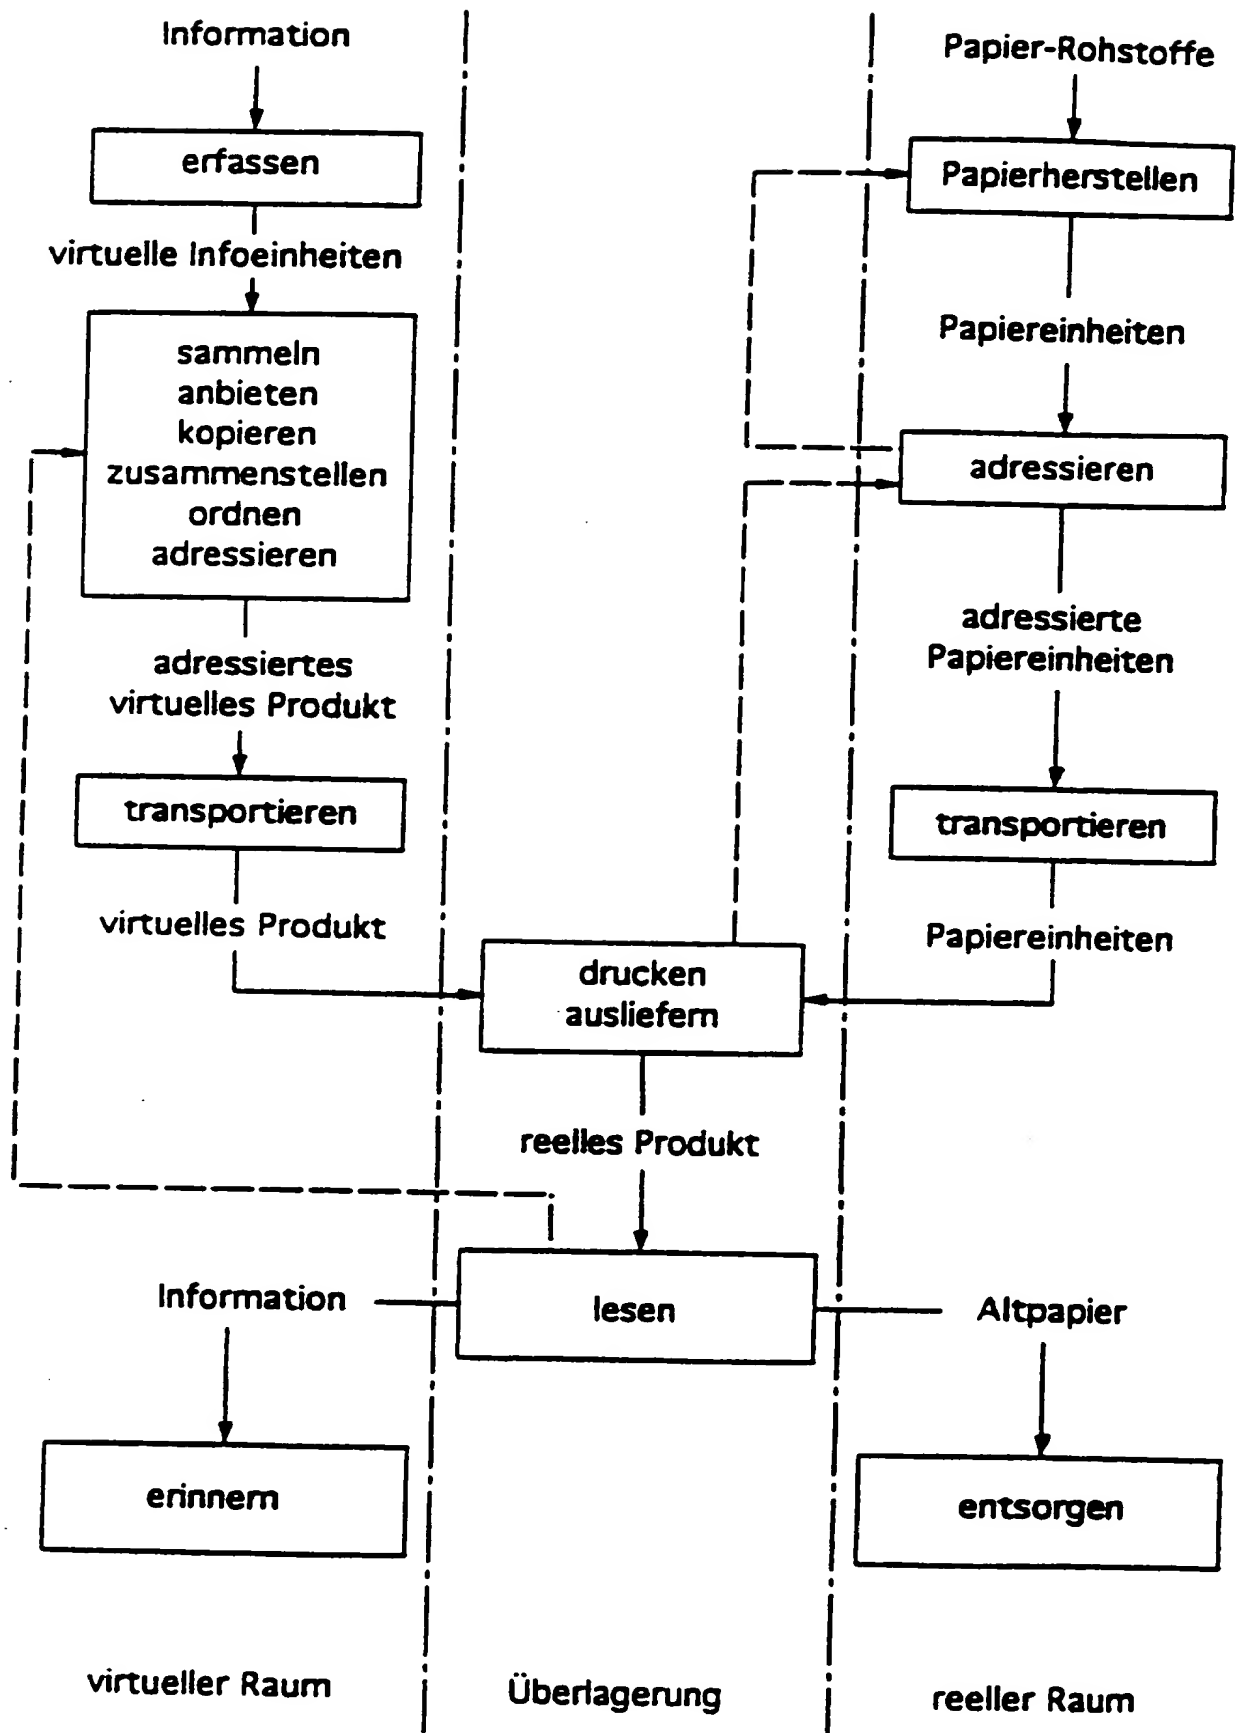 Information
erfassen
virtuelle Infoeinheiten
sammeln
anbieten
kopieren
zusammenstellen
ordnen
adressieren
adressiertes
virtuelles Produkt
transportieren
virtuelles Produkt
Papier-Rohstoffe
Papierherstellen
Papiereinheiten
adressieren
adressierte
Papiereinheiten
transportieren
Papiereinheiten
drucken
ausliefern
reelles Produkt
lesen
Information
erinnern
Altpapier
entsorgen
virtueller Raum
Überlagerung
reeller Raum